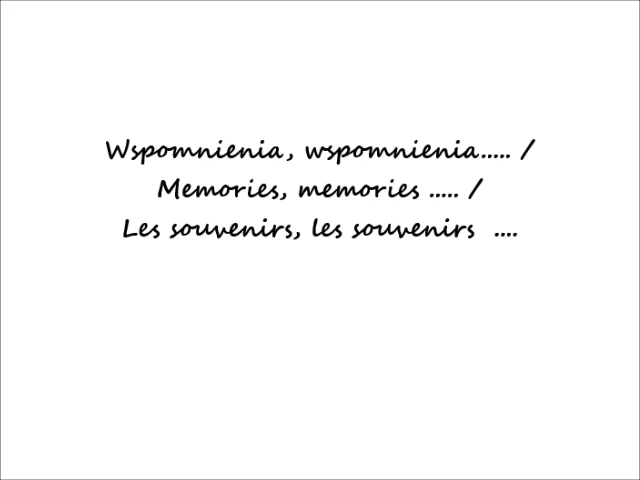 Wspomnienia, wspomnienia..... /
Memories, memories ..... /
Les souvenirs, les souvenirs  ....